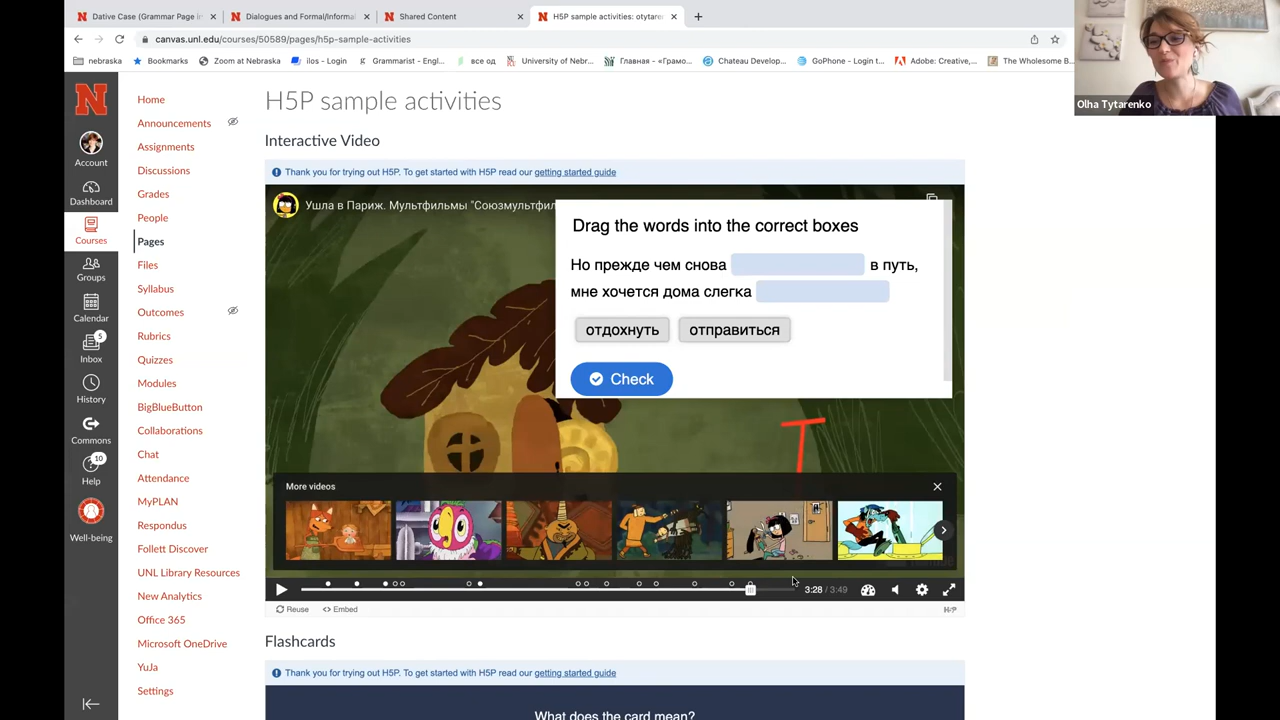 Dative Case (Grammar Page in
Dialogues and Formal/Informal
Shared Content
H5P sample activities: otytaren
canvas.unl.edu/courses/50589/pages/h5p-sample-activities
nebraska
Bookmarks
Zoom at Nebraska
ilos - Login
Grammarist - Engl...
все од
University of Nebr...
Главная – «Грамо...
Chateau Develop...
GoPhone - Login t...
Adobe: Creative,...
The Wholesome B...
Olha Tytarenko
N
Account
Dashboard
Courses
Groups
Calendar
5
Inbox
History
Commons
10
Help
Well-being
Home
Announcements
Assignments
Discussions
Grades
People
Pages
Files
Syllabus
Outcomes
Rubrics
Quizzes
Modules
BigBlueButton
Collaborations
Chat
Attendance
MyPLAN
Respondus
Follett Discover
UNL Library Resources
New Analytics
Office 365
Microsoft OneDrive
YuJa
Settings
H5P sample activities
Interactive Video
Thank you for trying out H5P. To get started with H5P read our getting started guide
Ушла в Париж. Мультфильмы "Союзмультфил
Drag the words into the correct boxes
Но прежде чем снова в путь,
мне хочется дома слегка
отдохнуть отправиться
Check
More videos
3:28 / 3:49
Reuse Embed H5P
Flashcards
Thank you for trying out H5P. To get started with H5P read our getting started guide
What does the card mean?